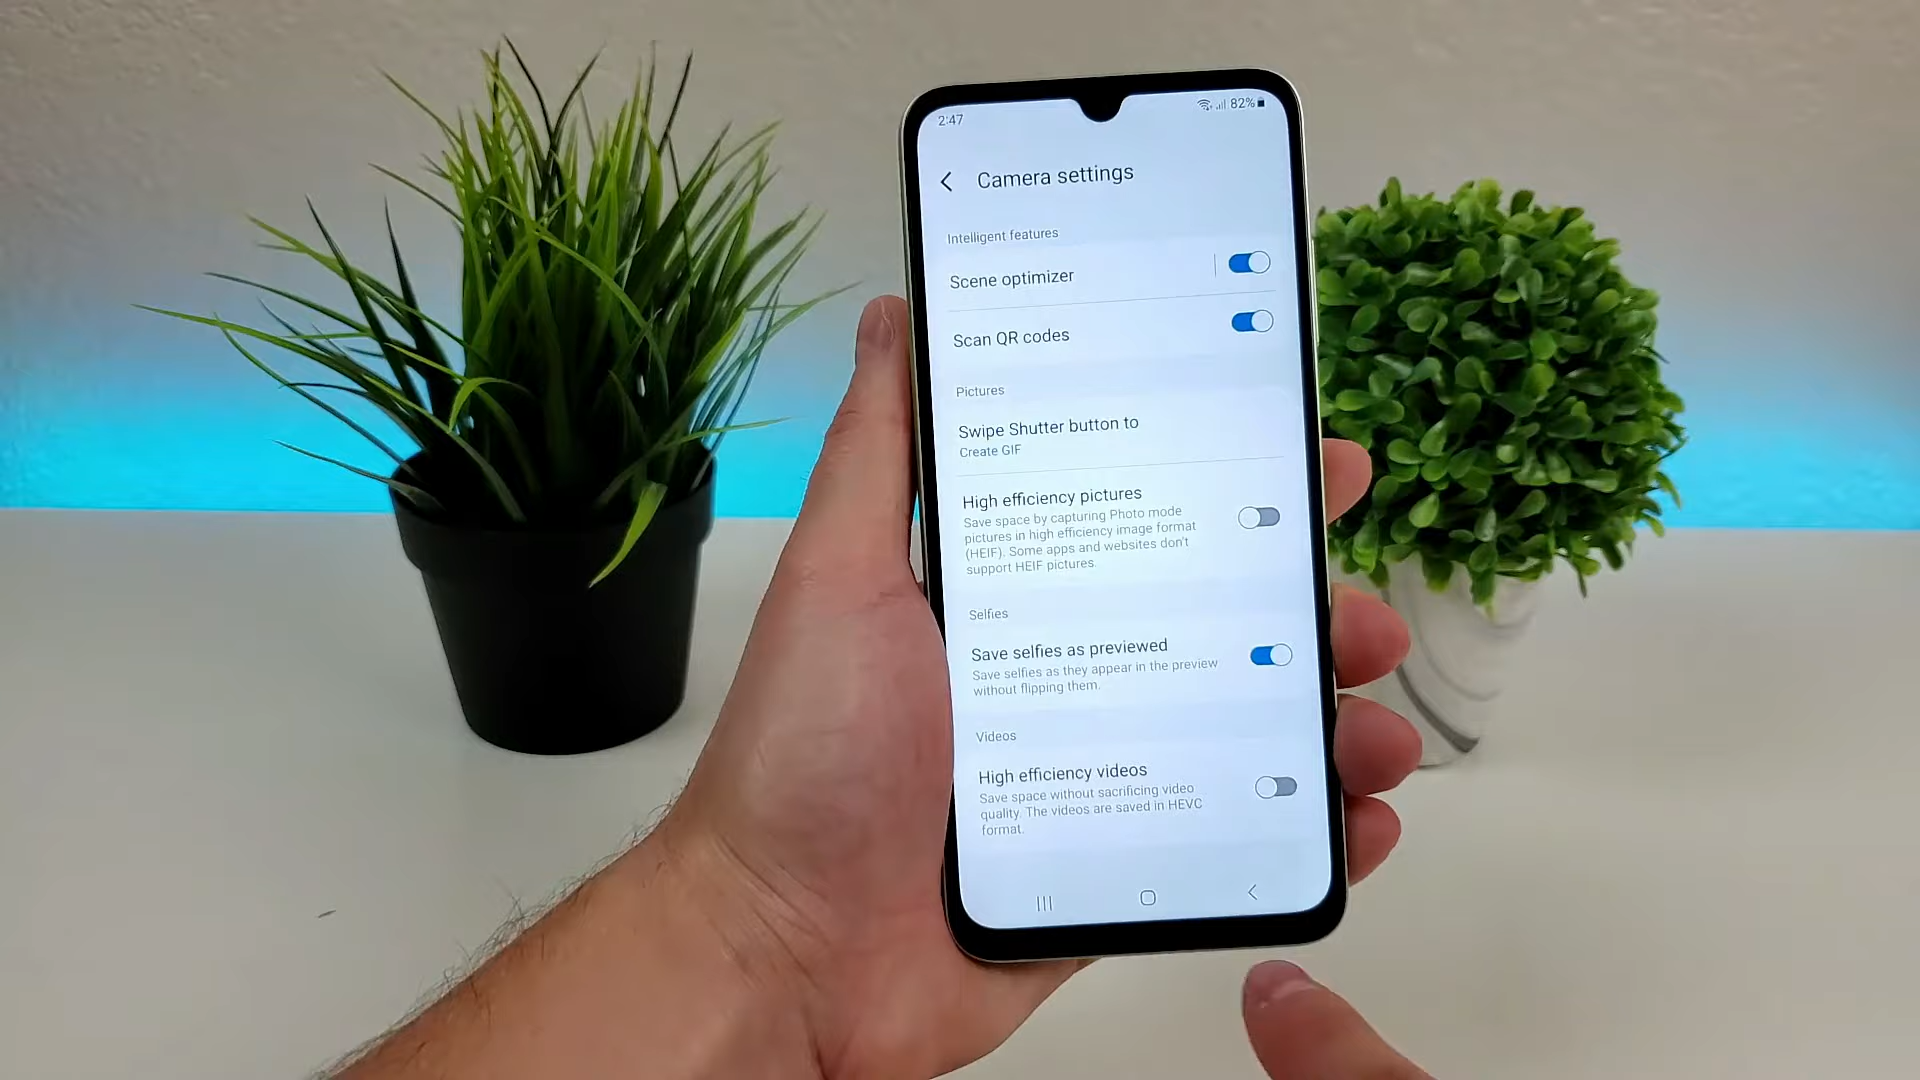 2:47
82%
Camera settings
Intelligent features
Scene optimizer
Scan QR codes
Pictures
Swipe Shutter button to
Create GIF
High efficiency pictures
Save space by capturing Photo mode
pictures in high efficiency image format
(HEIF). Some apps and websites don't
support HEIF pictures.
Selfies
Save selfies as previewed
Save selfies as they appear in the preview
without flipping them.
Videos
High efficiency videos
Save space without sacrificing video
quality. The videos are saved in HEVC
format.